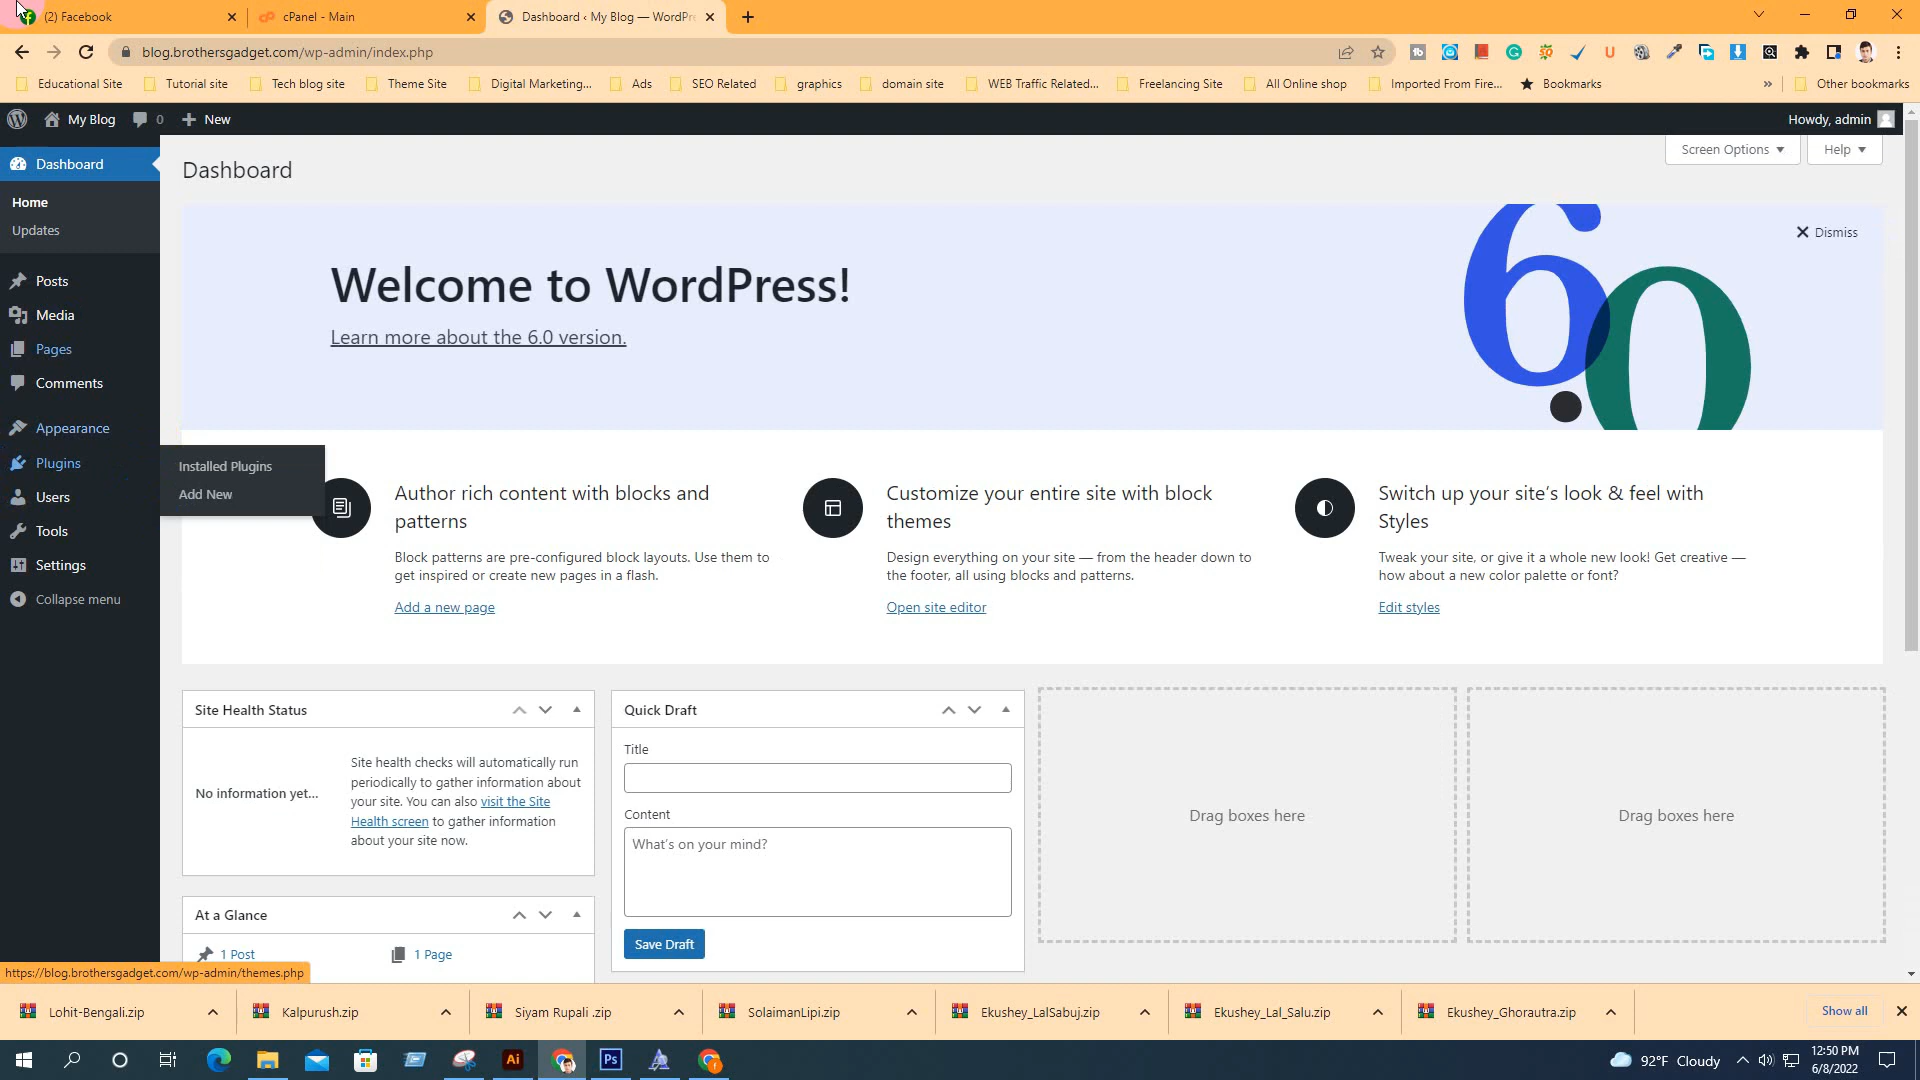 (2) Facebook
cPanel - Main
Dashboard ‹ My Blog — WordPre
blog.brothersgadget.com/wp-admin/index.php
Educational Site
Tutorial site
Tech blog site
Theme Site
Digital Marketing...
Ads
SEO Related
graphics
domain site
WEB Traffic Related...
Freelancing Site
All Online shop
Imported From Fire...
Bookmarks
»
Other bookmarks
My Blog
0
New
Howdy, admin
Dashboard
Home
Updates
Posts
Media
Pages
Comments
Appearance
Plugins
Users
Tools
Settings
Collapse menu
Installed Plugins
Add New
Dashboard
Screen Options
Help
Dismiss
6.0
Welcome to WordPress!
Learn more about the 6.0 version.
Author rich content with blocks and
patterns
Block patterns are pre-configured block layouts. Use them to
get inspired or create new pages in a flash.
Add a new page
Customize your entire site with block
themes
Design everything on your site — from the header down to
the footer, all using blocks and patterns.
Open site editor
Switch up your site's look & feel with
Styles
Tweak your site, or give it a whole new look! Get creative —
how about a new color palette or font?
Edit styles
Site Health Status
No information yet...
Site health checks will automatically run
periodically to gather information about
your site. You can also visit the Site
Health screen to gather information
about your site now.
At a Glance
1 Post
1 Page
Quick Draft
Title
Content
What's on your mind?
Save Draft
Drag boxes here
Drag boxes here
https://blog.brothersgadget.com/wp-admin/themes.php
Lohit-Bengali.zip
Kalpurush.zip
Siyam Rupali .zip
SolaimanLipi.zip
Ekushey_LalSabuj.zip
Ekushey_Lal_Salu.zip
Ekushey_Ghorautra.zip
Show all
Ai
Ps
92°F Cloudy
12:50 PM
6/8/2022